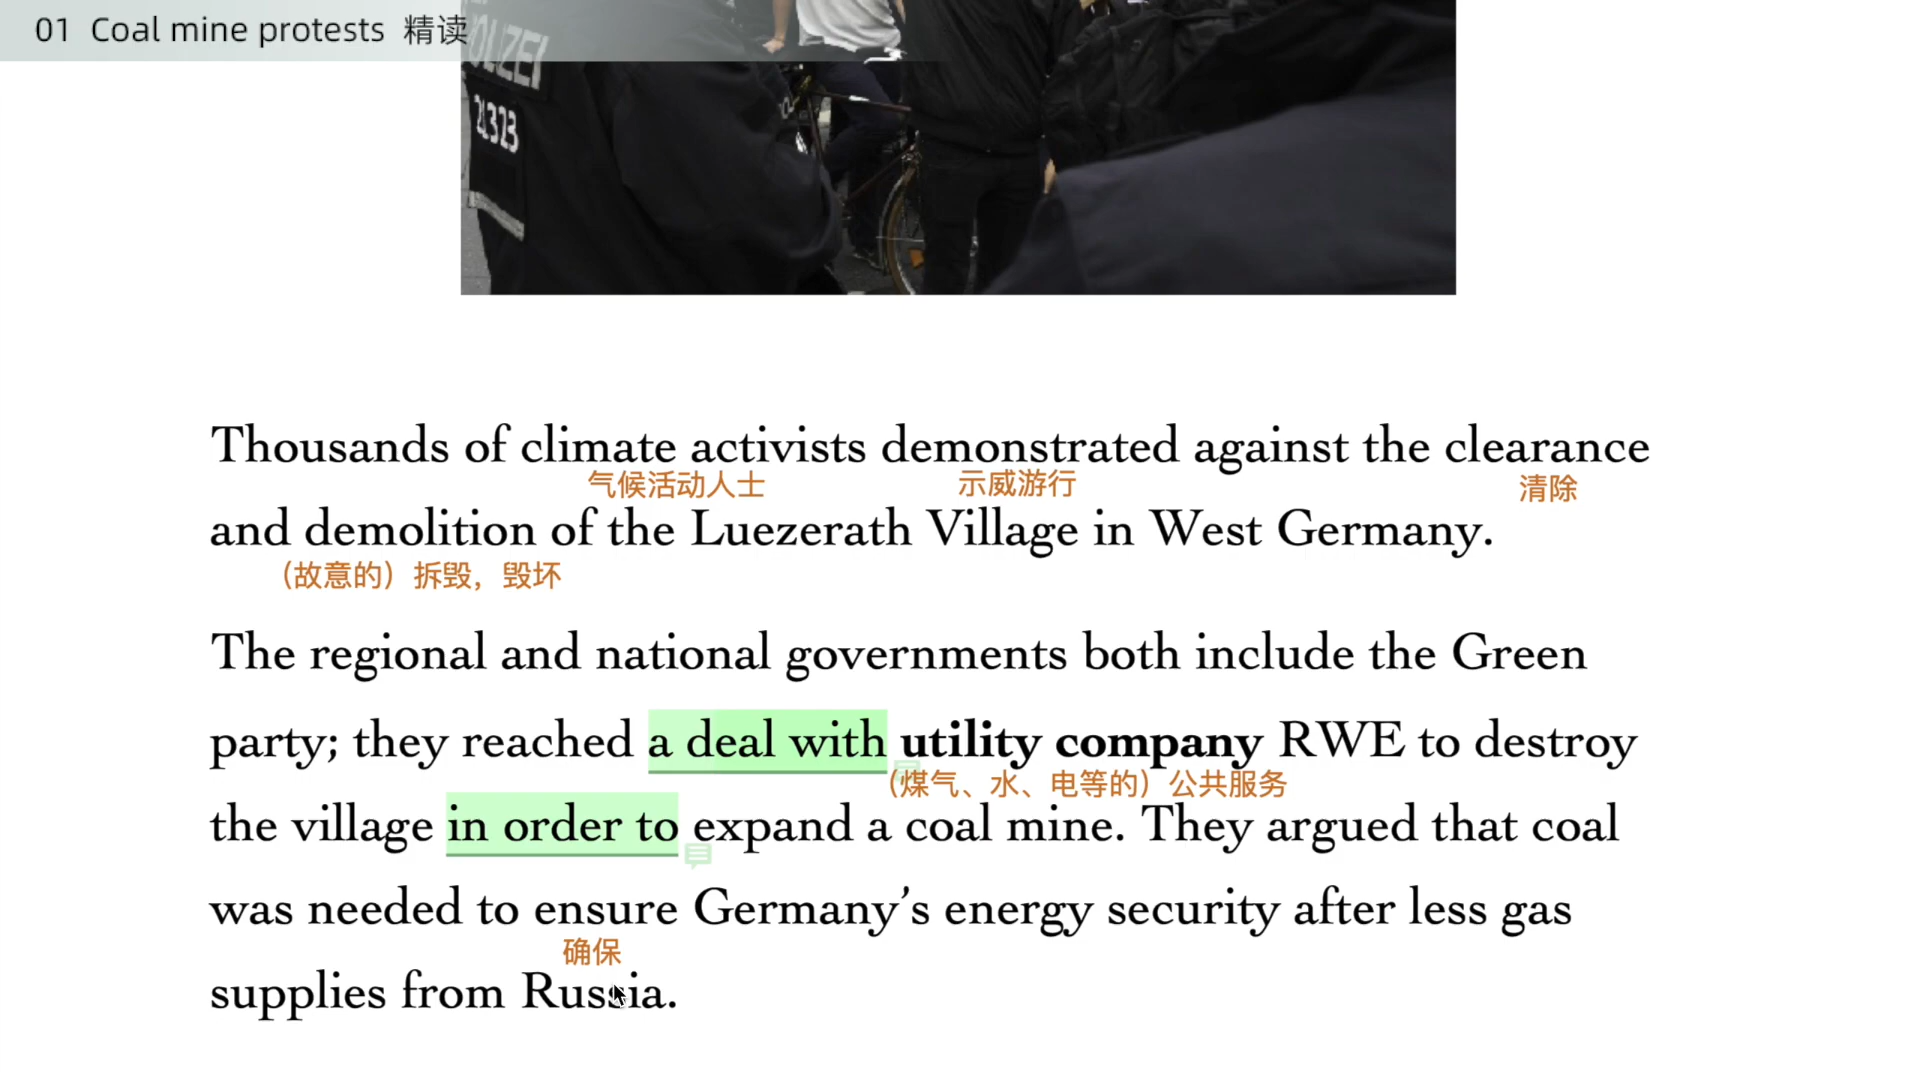 01 Coal mine protests 精读
POLIZEI
21323
Thousands of climate activists demonstrated against the clearance
气候活动人士 示威游行 清除
and demolition of the Luezerath Village in West Germany.
（故意的）拆毁，毁坏
The regional and national governments both include the Green
party; they reached a deal with utility company RWE to destroy
（煤气、水、电等的）公共服务
the village in order to expand a coal mine. They argued that coal
was needed to ensure Germany’s energy security after less gas
确保
supplies from Russia.